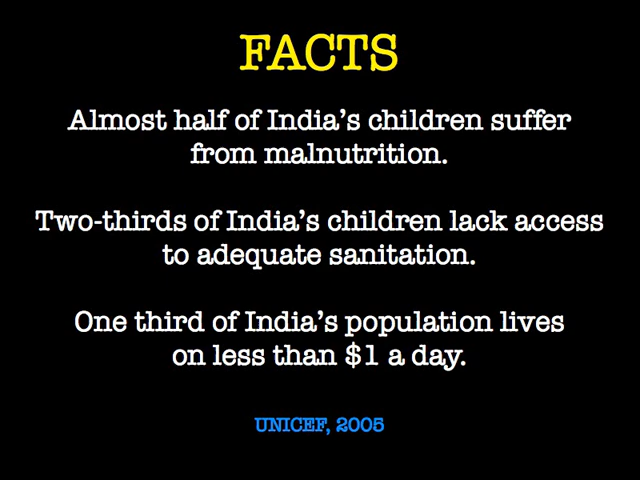 FACTS
Almost half of India's children suffer
from malnutrition.
Two-thirds of India's children lack access
to adequate sanitation.
One third of India's population lives
on less than $1 a day.
UNICEF, 2005